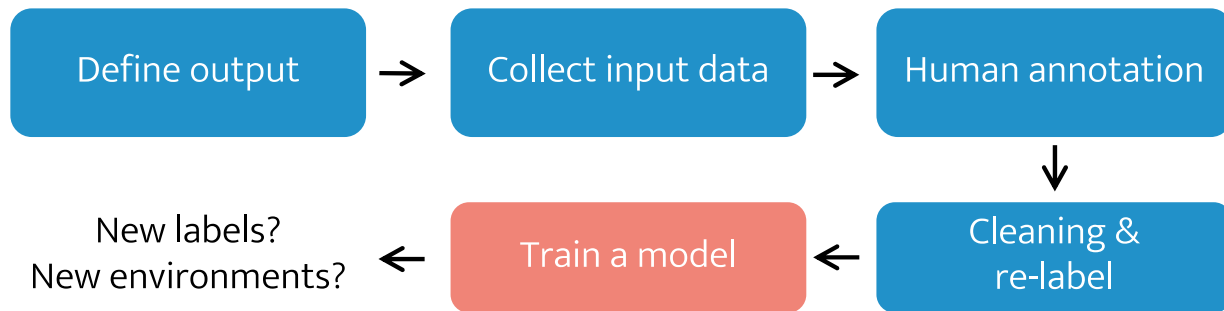 Define output
Collect input data
Human annotation
New labels?
New environments?
Train a model
Cleaning &
re-label